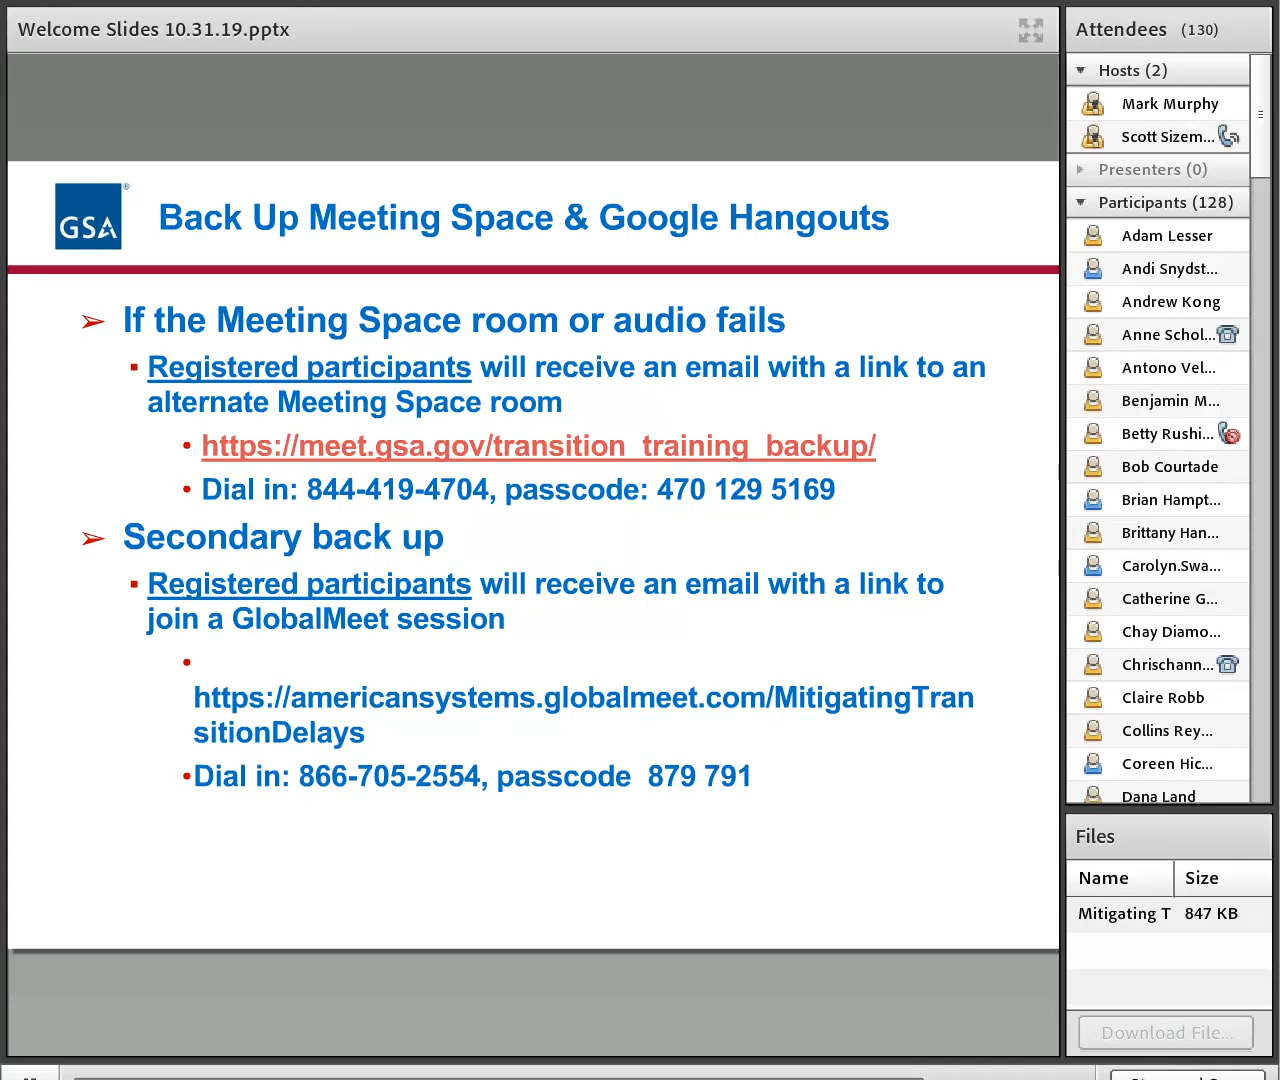 Welcome Slides 10.31.19.pptx
GSA
®
Back Up Meeting Space & Google Hangouts
➢ If the Meeting Space room or audio fails
▪ Registered participants will receive an email with a link to an
alternate Meeting Space room
• https://meet.gsa.gov/transition_training_backup/
• Dial in: 844-419-4704, passcode: 470 129 5169
➢ Secondary back up
▪ Registered participants will receive an email with a link to
join a GlobalMeet session
•
https://americansystems.globalmeet.com/MitigatingTran
sitionDelays
•Dial in: 866-705-2554, passcode  879 791
Attendees (130)
Hosts (2)
Mark Murphy
Scott Sizem...
Presenters (0)
Participants (128)
Adam Lesser
Andi Snydst...
Andrew Kong
Anne Schol...
Antono Vel...
Benjamin M...
Betty Rushi...
Bob Courtade
Brian Hampt...
Brittany Han...
Carolyn.Swa...
Catherine G...
Chay Diamo...
Chrischann...
Claire Robb
Collins Rey...
Coreen Hic...
Dana Land
Files
Name Size
Mitigating T 847 KB
Download File...